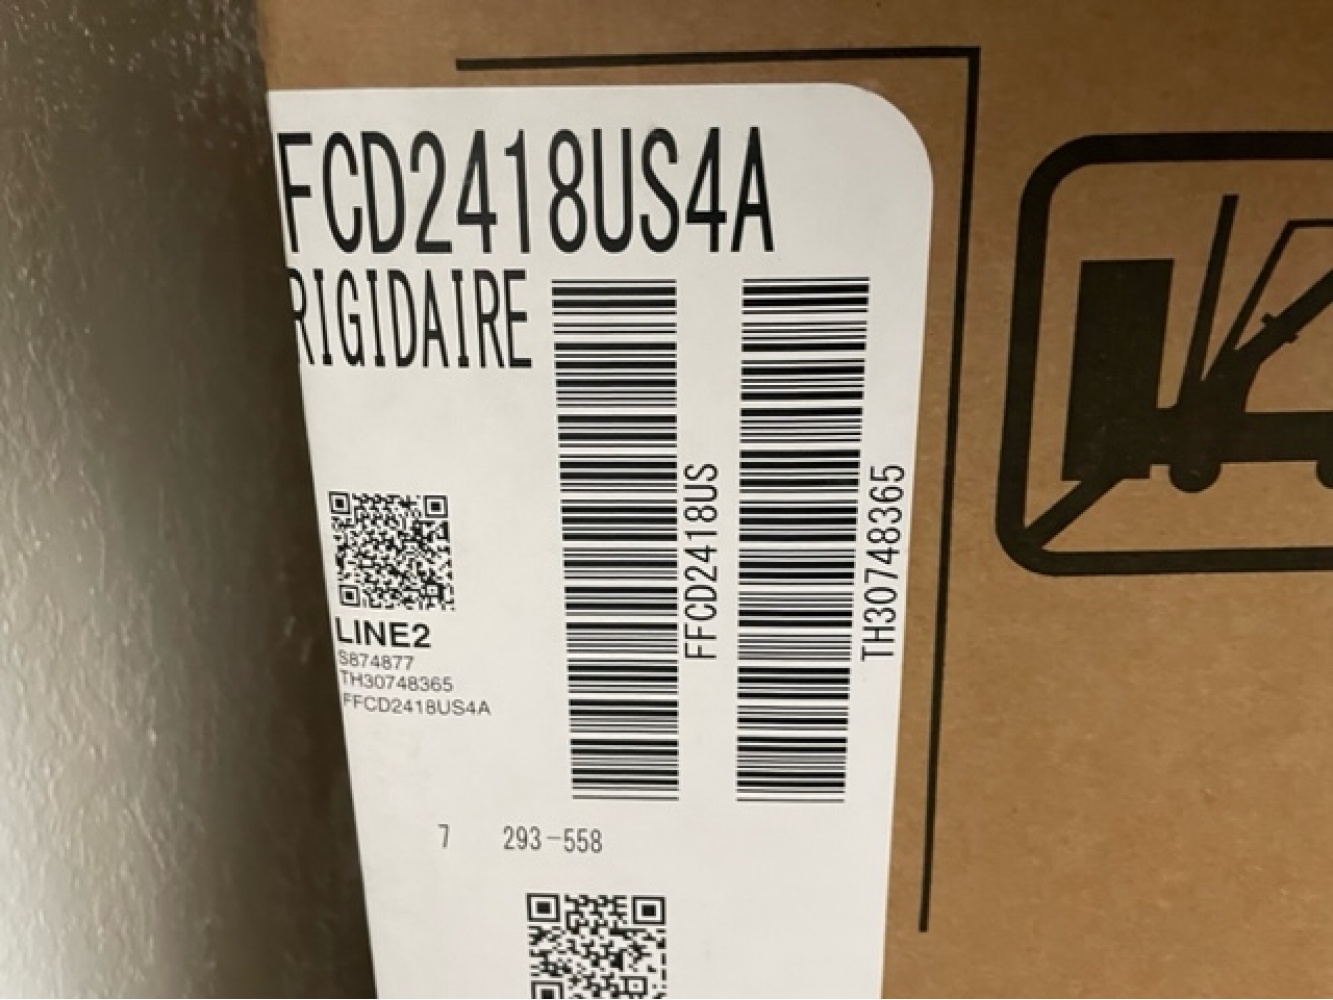 FCD2418US4A
RIGIDAIRE
FFCD2418US
TH30748365
LINE2
S874877
TH30748365
FFCD2418US4A
7 293-558